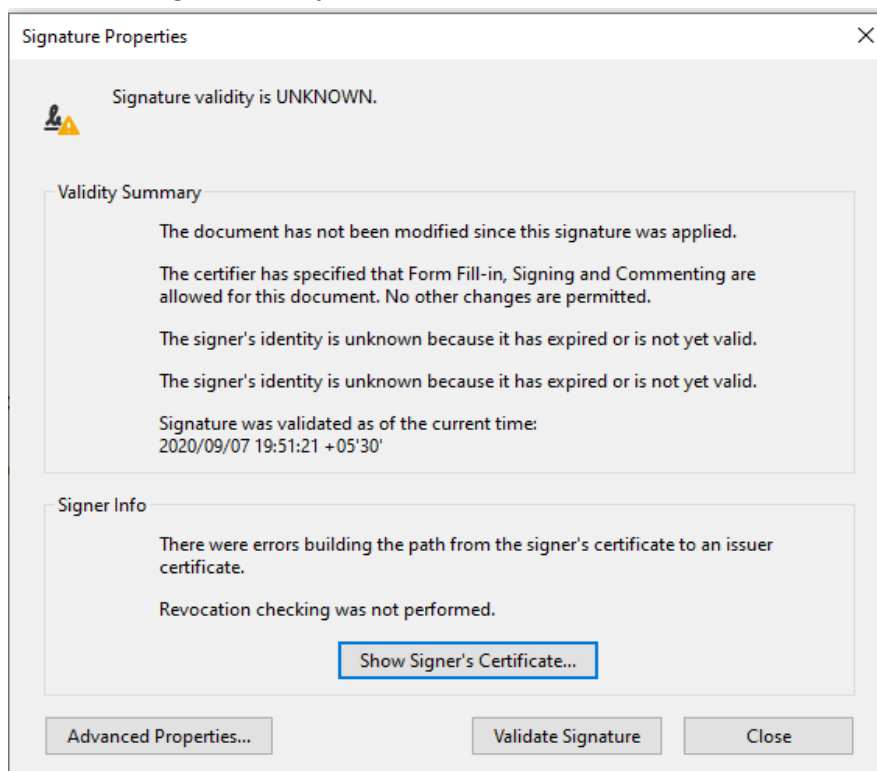 Signature Properties
Signature validity is UNKNOWN.
Validity Summary
The document has not been modified since this signature was applied.
The certifier has specified that Form Fill-in, Signing and Commenting are
allowed for this document. No other changes are permitted.
The signer's identity is unknown because it has expired or is not yet valid.
The signer's identity is unknown because it has expired or is not yet valid.
Signature was validated as of the current time:
2020/09/07 19:51:21 +05'30'
Signer Info
There were errors building the path from the signer's certificate to an issuer
certificate.
Revocation checking was not performed.
Show Signer's Certificate...
Advanced Properties...
Validate Signature
Close